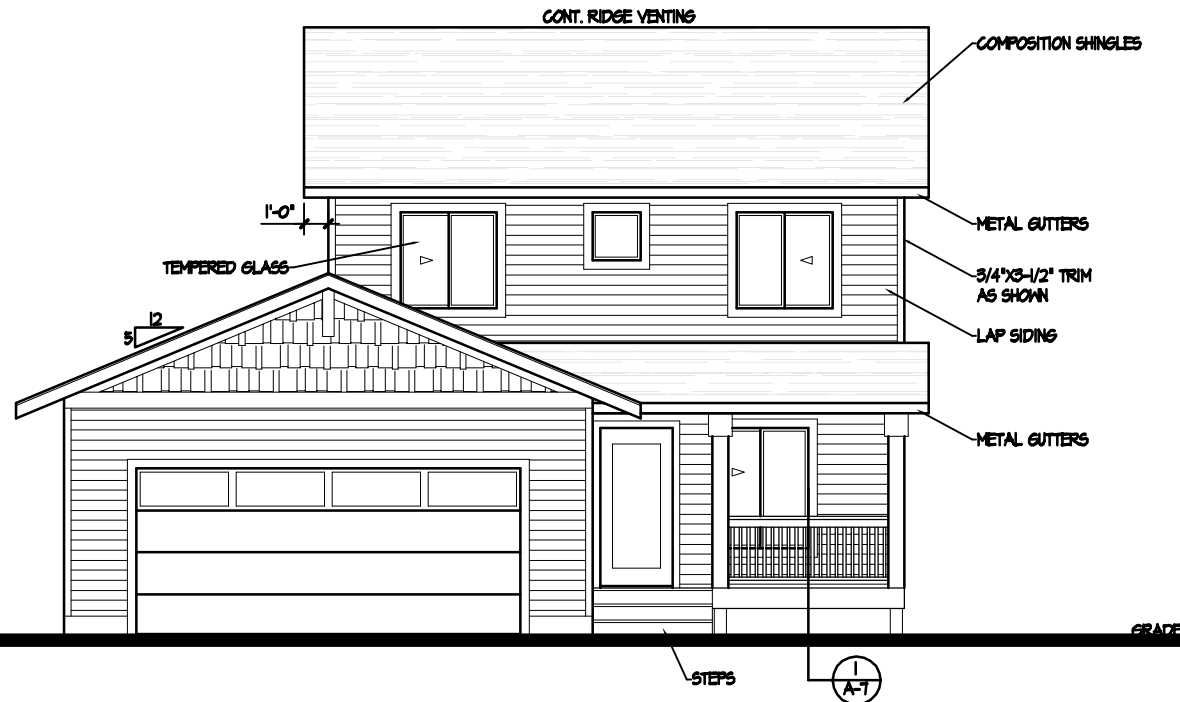 CONT. RIDGE VENTING
COMPOSITION SHINGLES
1'-0"
METAL GUTTERS
TEMPERED GLASS
3/4"X3-1/2" TRIM
AS SHOWN
12
5
LAP SIDING
METAL GUTTERS
GRADE
STEPS
1
A-7